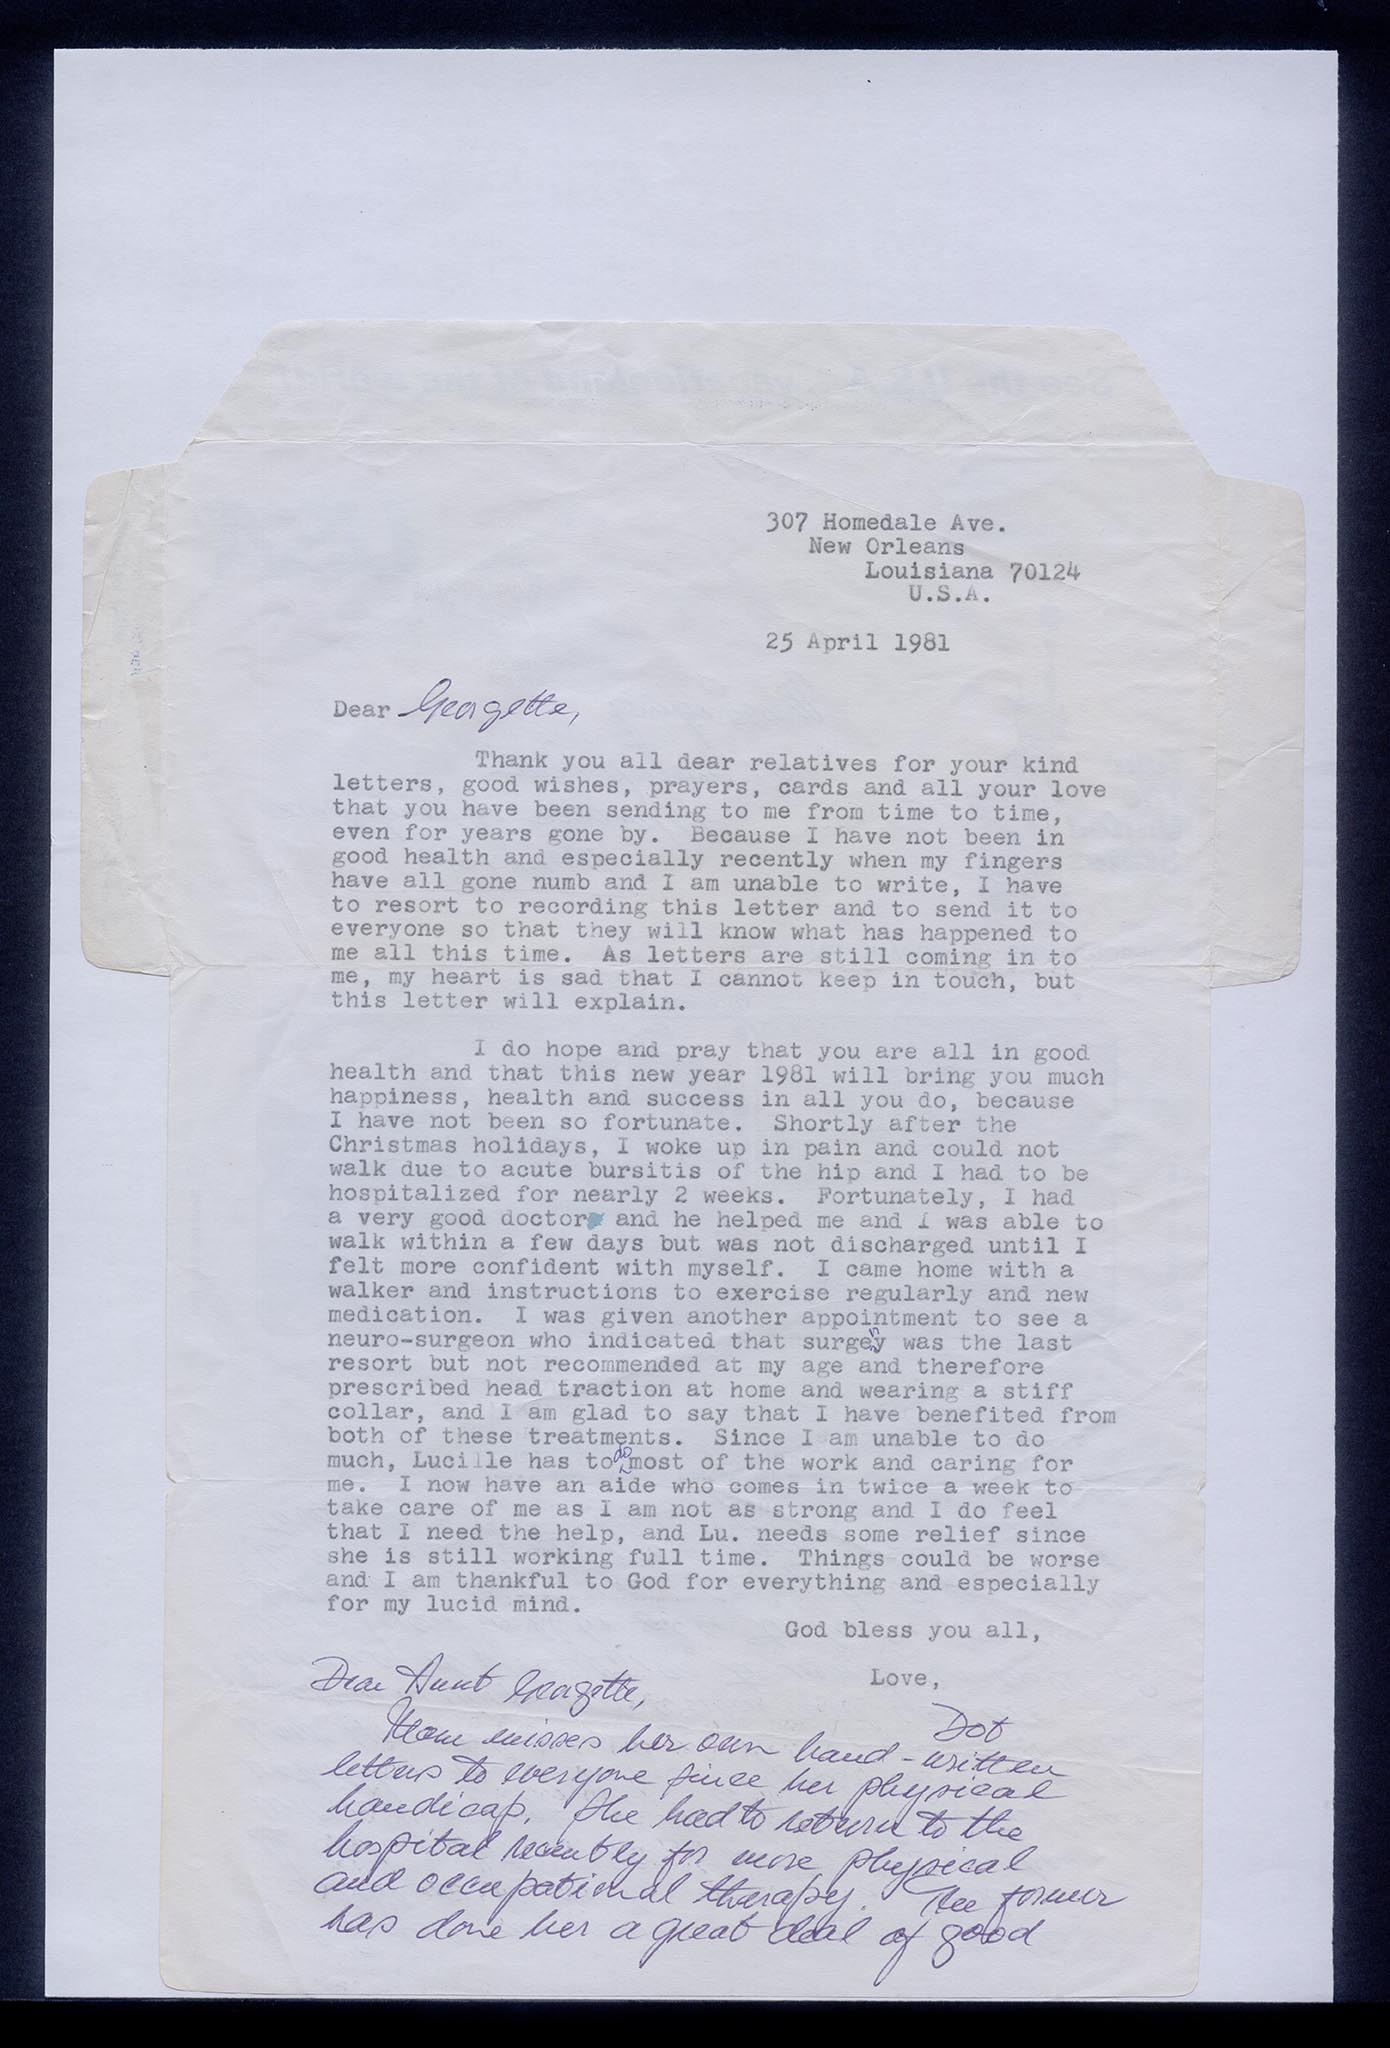 307 Homedale Ave.
New Orleans
Louisiana 70124
U.S.A.
25 April 1981
Dear Georgette,
Thank you all dear relatives for your kind
letters, good wishes, prayers, cards and all your love
that you have been sending to me from time to time,
even for years gone by. Because I have not been in
good health and especially recently when my fingers
have all gone numb and I am unable to write, I have
to resort to recording this letter and to send it to
everyone so that they will know what has happened to
me all this time. As letters are still coming in to
me, my heart is sad that I cannot keep in touch, but
this letter will explain.
I do hope and pray that you are all in good
health and that this new year 1981 will bring you much
happiness, health and success in all you do, because
I have not been so fortunate. Shortly after the
Christmas holidays, I woke up in pain and could not
walk due to acute bursitis of the hip and I had to be
hospitalized for nearly 2 weeks. Fortunately, I had
a very good doctor and he helped me and I was able to
walk within a few days but was not discharged until I
felt more confident with myself. I came home with a
walker and instructions to exercise regularly and new
medication. I was given another appointment to see a
neuro-surgeon who indicated that surgery was the last
resort but not recommended at my age and therefore
prescribed head traction at home and wearing a stiff
collar, and I am glad to say that I have benefited from
both of these treatments. Since I am unable to do
much, Lucille has to do most of the work and caring for
me. I now have an aide who comes in twice a week to
take care of me as I am not as strong and I do feel
that I need the help, and Lu. needs some relief since
she is still working full time. Things could be worse
and I am thankful to God for everything and especially
for my lucid mind.
God bless you all,
Love,
Dot
Dear Aunt Georgette,
Mom misses her own hand-written
letters to everyone since her physical
handicap. She had to return to the
hospital recently for more physical
and occupational therapy. The former
has done her a great deal of good